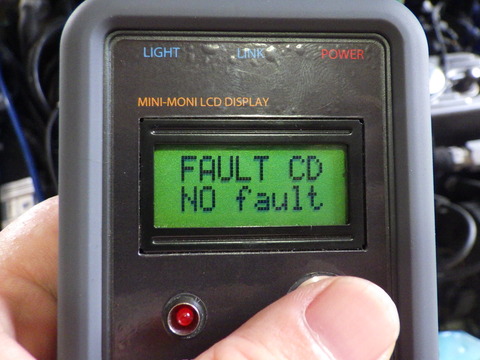 LIGHT LINK POWER
MINI-MONI LCD DISPLAY
FAULT CD
NO fault